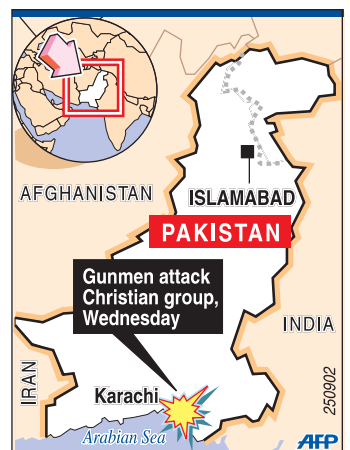 AFGHANISTAN
ISLAMABAD
PAKISTAN
Gunmen attack
Christian group,
Wednesday
INDIA
IRAN
Karachi
Arabian Sea
250902
AFP